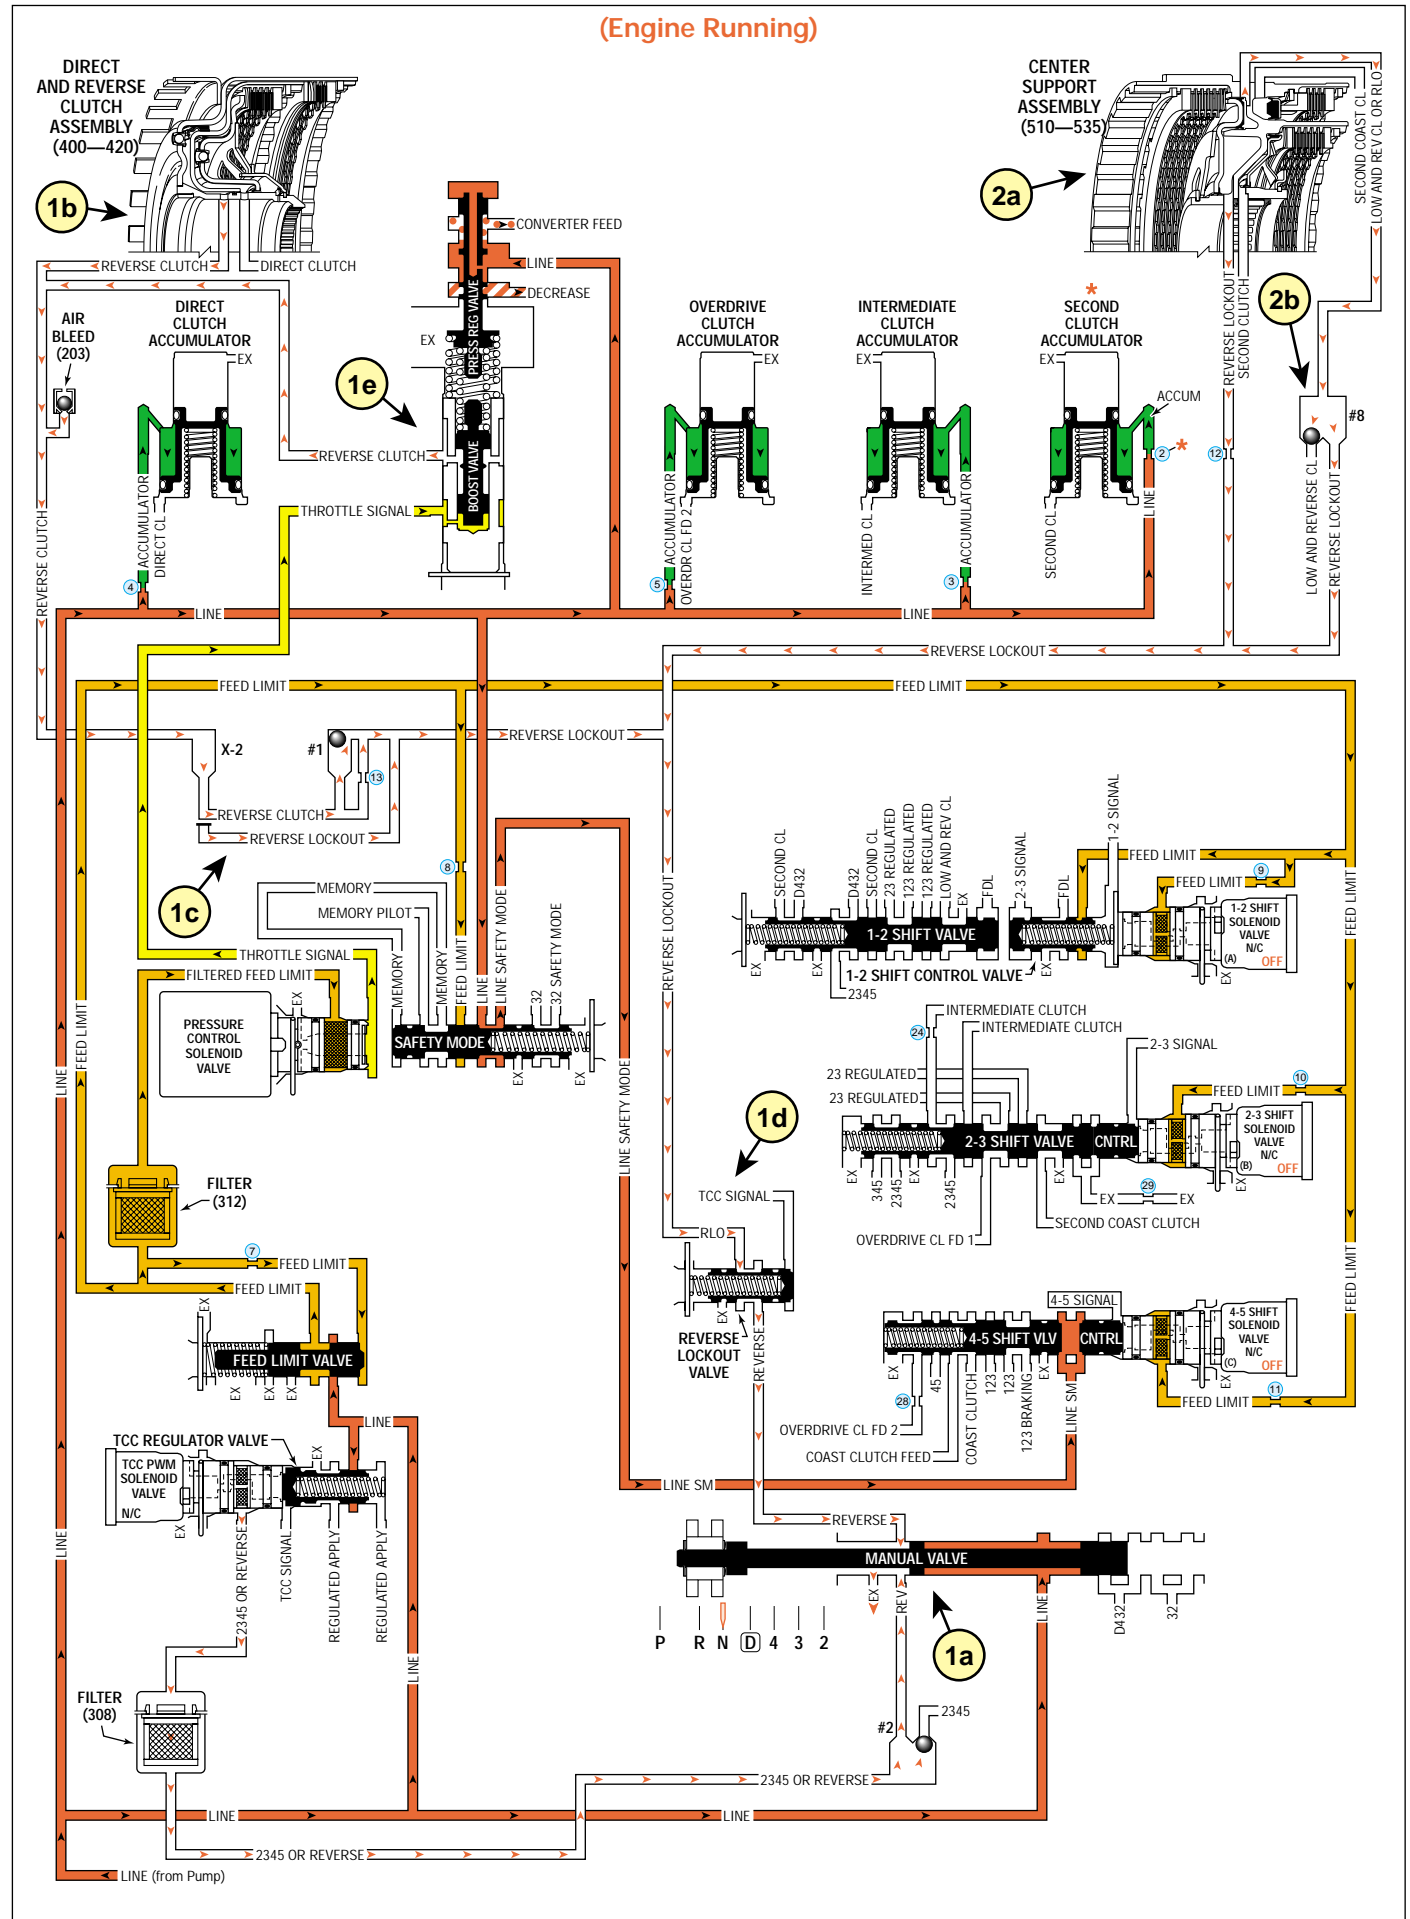 (Engine Running)
DIRECT
AND REVERSE
CLUTCH
ASSEMBLY
(400—420)
1b
CENTER
SUPPORT
ASSEMBLY
(510—535)
2a
SECOND COAST CL
LOW AND REV CL OR RLO
CONVERTER FEED
LINE
DECREASE
PRESS REG VALVE
EX
REVERSE CLUTCH
DIRECT CLUTCH
AIR
BLEED
(203)
DIRECT
CLUTCH
ACCUMULATOR
EX
1e
OVERDRIVE
CLUTCH
ACCUMULATOR
EX
INTERMEDIATE
CLUTCH
ACCUMULATOR
EX
*
SECOND
CLUTCH
ACCUMULATOR
EX
REVERSE LOCKOUT
SECOND CLUTCH
2b
ACCUM
#8
2
*
12
REVERSE CLUTCH
BOOST VALVE
THROTTLE SIGNAL
ACCUMULATOR
DIRECT CL
4
ACCUMULATOR
OVERDR CL FD 2
5
INTERMED CL
ACCUMULATOR
3
SECOND CL
LINE
LOW AND REVERSE CL
REVERSE LOCKOUT
REVERSE CLUTCH
LINE
LINE
REVERSE LOCKOUT
FEED LIMIT
FEED LIMIT
X-2
#1
13
REVERSE LOCKOUT
REVERSE CLUTCH
REVERSE LOCKOUT
1c
8
MEMORY
MEMORY PILOT
THROTTLE SIGNAL
FILTERED FEED LIMIT
MEMORY
MEMORY
FEED LIMIT
LINE
LINE SAFETY MODE
32
32 SAFETY MODE
EX
PRESSURE
CONTROL
SOLENOID
VALVE
SAFETY MODE
EX
EX
FEED LIMIT
LINE
LINE SAFETY MODE
REVERSE LOCKOUT
SECOND CL
D432
D432
SECOND CL
23 REGULATED
123 REGULATED
123 REGULATED
LOW AND REV CL
EX
FDL
2-3 SIGNAL
FDL
1-2 SIGNAL
FEED LIMIT
FEED LIMIT
9
FEED LIMIT
1-2 SHIFT VALVE
1-2 SHIFT
SOLENOID
VALVE
N/C
(A)
OFF
EX
EX
1-2 SHIFT CONTROL VALVE
EX
EX
2345
24
INTERMEDIATE CLUTCH
INTERMEDIATE CLUTCH
2-3 SIGNAL
23 REGULATED
23 REGULATED
10
FEED LIMIT
2-3 SHIFT VALVE
CNTRL
2-3 SHIFT
SOLENOID
VALVE
N/C
(B)
OFF
EX
345
2345
EX
2345
EX
EX
29
EX
EX
SECOND COAST CLUTCH
OVERDRIVE CL FD 1
1d
TCC SIGNAL
RLO
EX
REVERSE
LOCKOUT
VALVE
REVERSE
FILTER
(312)
7
FEED LIMIT
FEED LIMIT
EX
FEED LIMIT VALVE
EX
EX
EX
LINE
FEED LIMIT
4-5 SIGNAL
4-5 SHIFT VLV
CNTRL
4-5 SHIFT
SOLENOID
VALVE
N/C
(C)
OFF
EX
EX
28
45
COAST CLUTCH
123
123
123 BRAKING
EX
LINE SM
11
FEED LIMIT
OVERDRIVE CL FD 2
COAST CLUTCH FEED
LINE SM
TCC REGULATOR VALVE
EX
TCC PWM
SOLENOID
VALVE
N/C
EX
2345 OR REVERSE
TCC SIGNAL
REGULATED APPLY
REGULATED APPLY
LINE
LINE
REVERSE
MANUAL VALVE
EX
REV
LINE
D432
32
P R N D 4 3 2
1a
FILTER
(308)
#2
2345
2345 OR REVERSE
LINE
LINE
2345 OR REVERSE
LINE (from Pump)